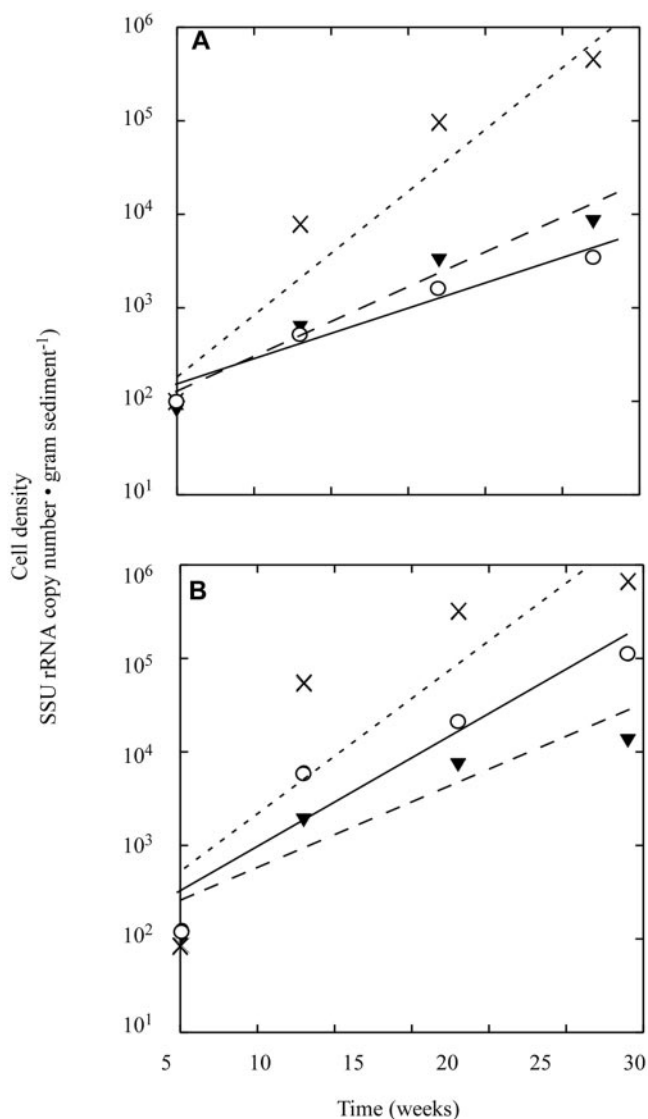 Cell density
SSU rRNA copy number • gram sediment⁻¹
A
10⁶
10⁵
10⁴
10³
10²
10¹
B
10⁶
10⁵
10⁴
10³
10²
10¹
5 10 15 20 25 30
Time (weeks)